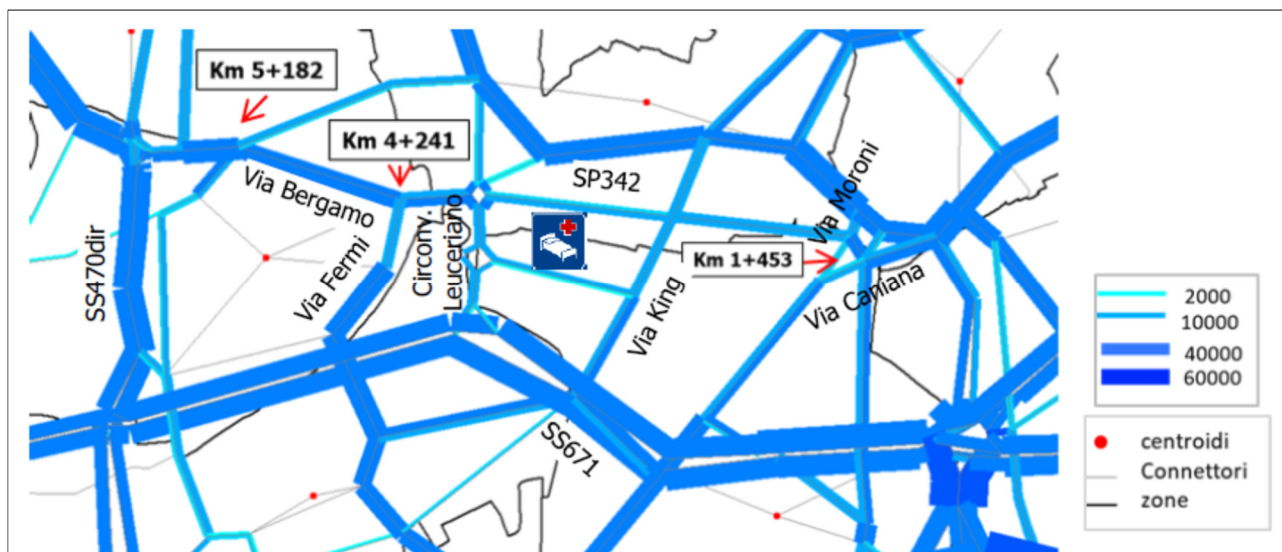 Km 5+182
Km 4+241
Via Bergamo
SS470dir
Via Fermi
Circonv.
Leuceriano
SP342
Via Moroni
Km 1+453
Via King
Via Caniana
SS671
2000
10000
40000
60000
centroidi
Connettori
zone